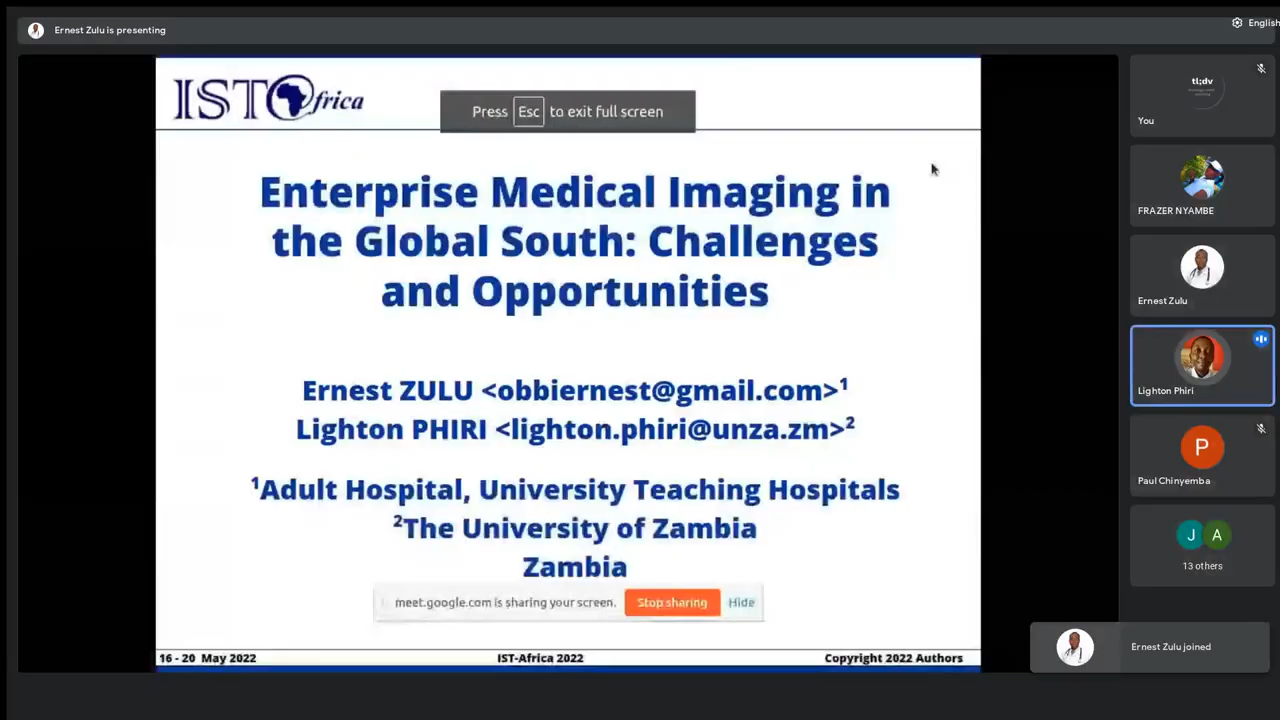 Ernest Zulu is presenting
English
IST Africa
Press Esc to exit full screen
Enterprise Medical Imaging in
the Global South: Challenges
and Opportunities
Ernest ZULU <obbiernest@gmail.com>¹
Lighton PHIRI <lighton.phiri@unza.zm>²
¹Adult Hospital, University Teaching Hospitals
²The University of Zambia
Zambia
meet.google.com is sharing your screen.
Stop sharing
Hide
16 - 20 May 2022
IST-Africa 2022
Copyright 2022 Authors
tl;dv
You
FRAZER NYAMBE
Ernest Zulu
Lighton Phiri
P
Paul Chinyemba
J
A
13 others
Ernest Zulu joined